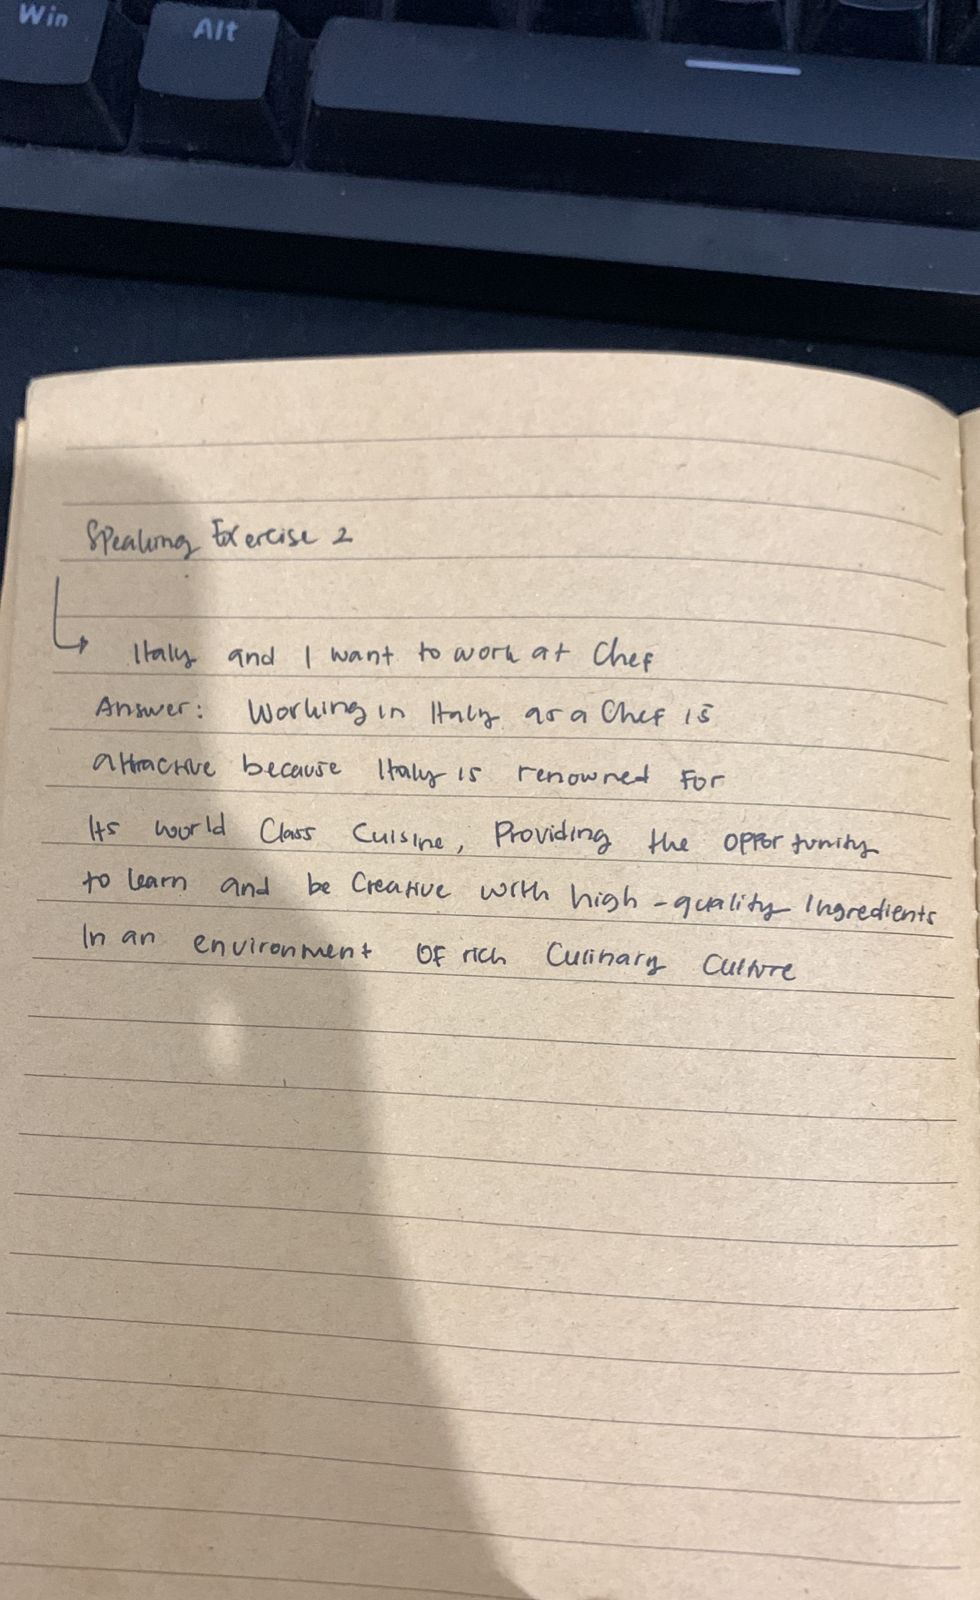 Win
Alt
Speaking Exercise 2
Italy and I want to work at Chef
Answer: Working in Italy as a Chef is
attractive because Italy is renowned for
Its world Class Cuisine, Providing the opportunity
to learn and be Creative with high-quality Ingredients
In an environment of rich Culinary Culture